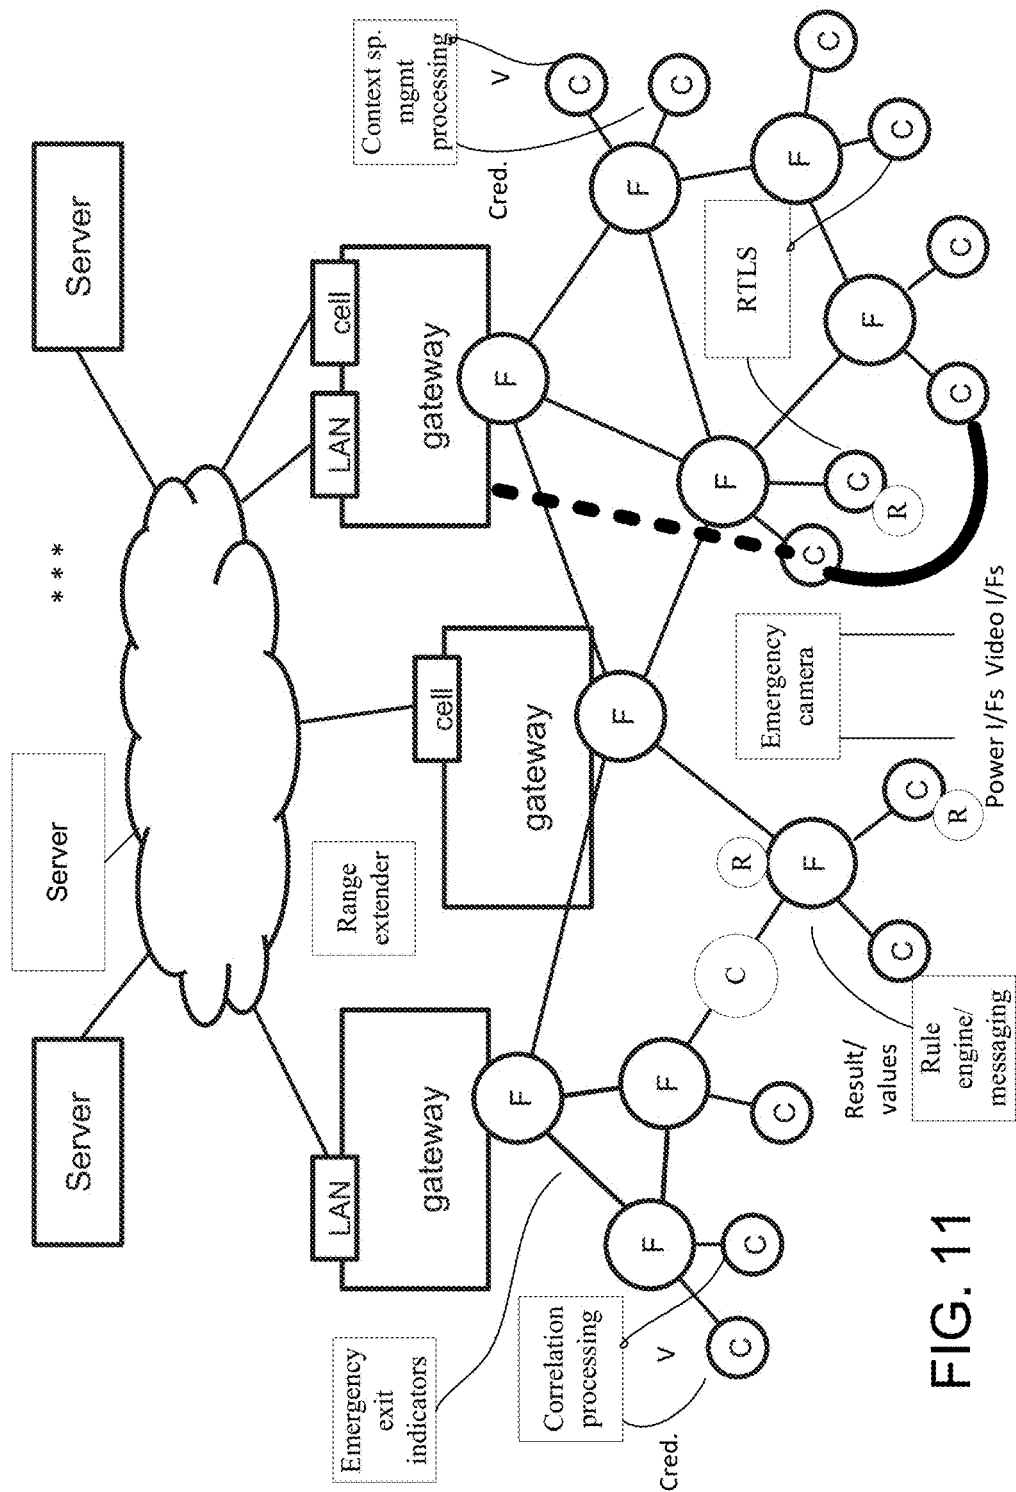 Server
Server
Server
* * *
LAN
gateway
cell
gateway
LAN
cell
gateway
Range
extender
Emergency
exit
indicators
Context sp.
mgmt
processing
Cred.
V
C
C
F
F
F
F
F
F
F
F
F
F
C
C
C
C
C
R
C
RTLS
Correlation
processing
Cred.
V
C
C
C
C
R
C
C
R
Emergency
camera
Power I/Fs
Video I/Fs
Result/
values
Rule
engine/
messaging
FIG. 11